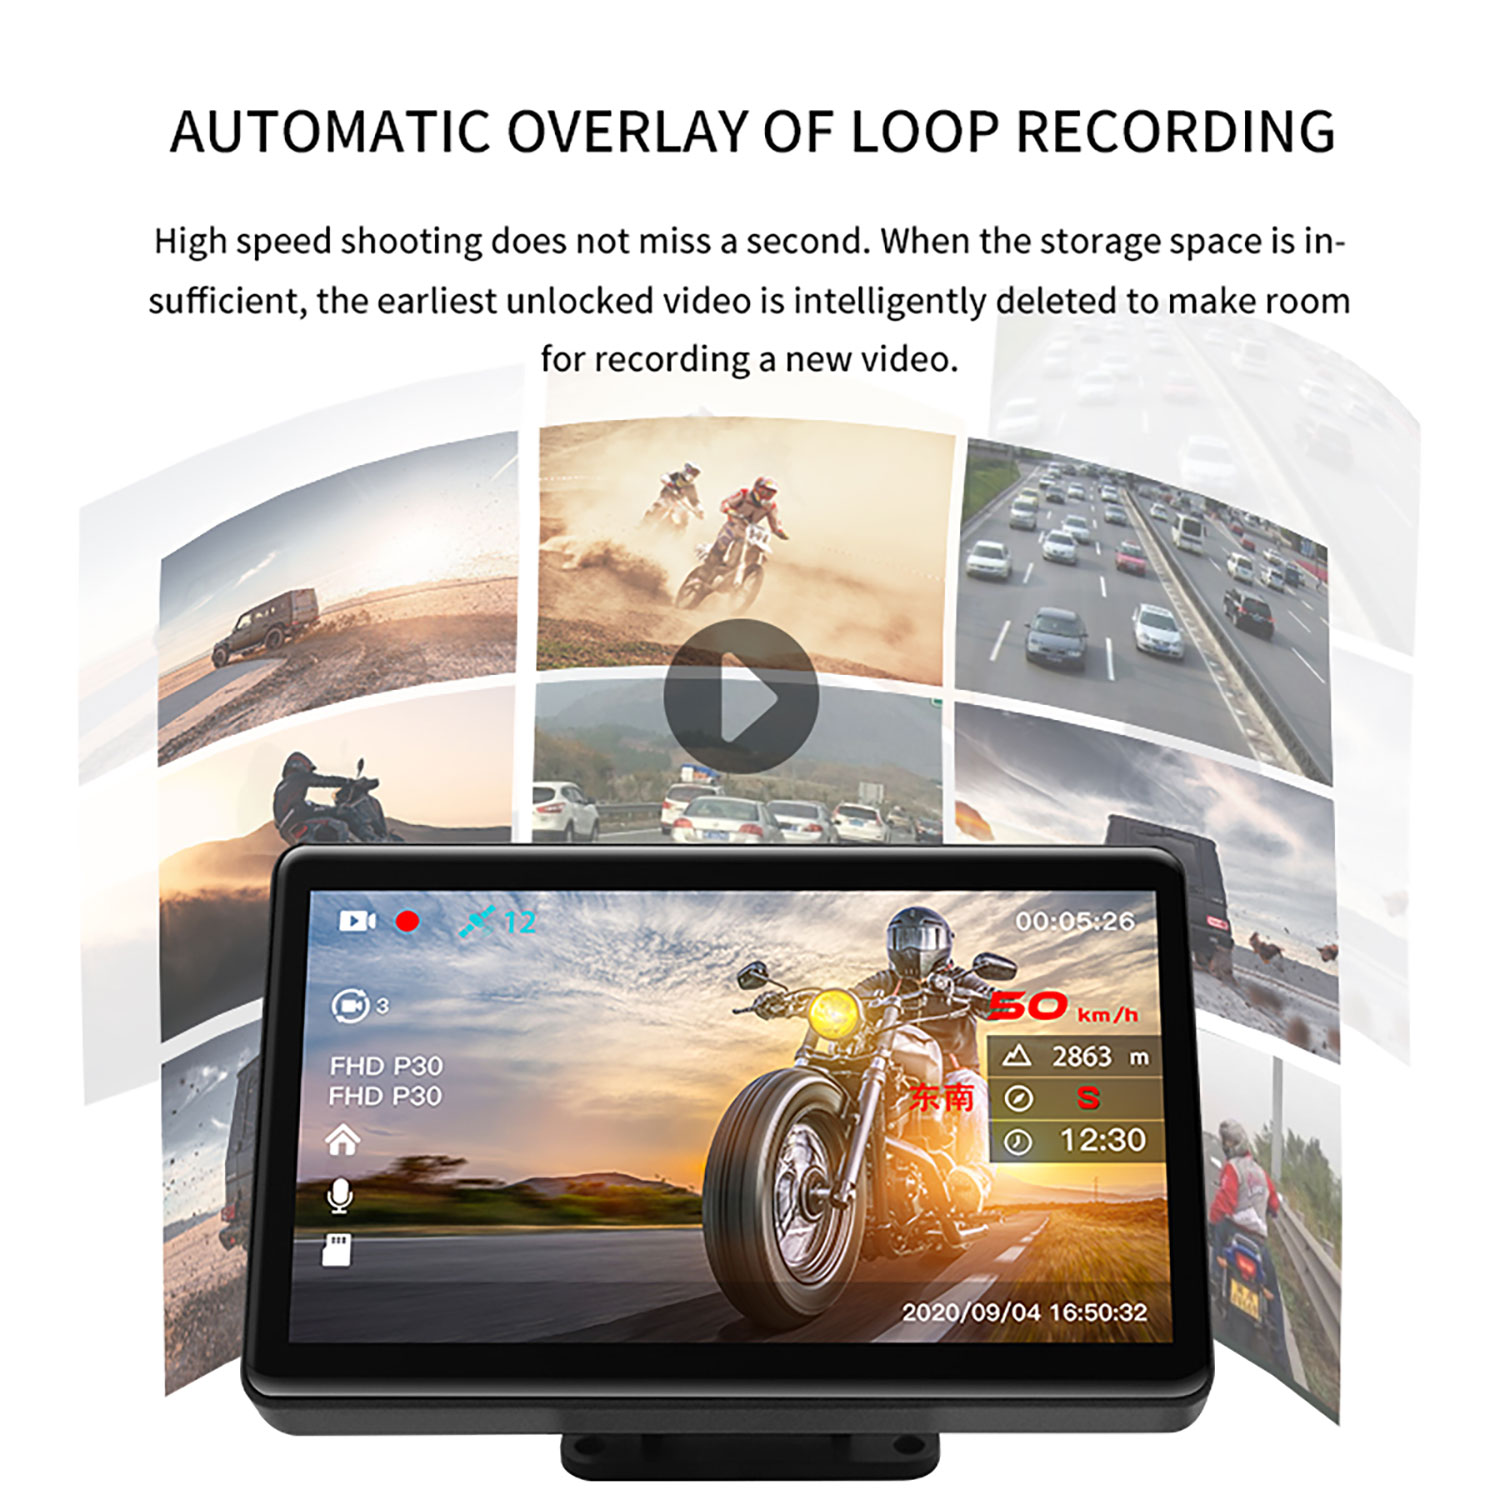 AUTOMATIC OVERLAY OF LOOP RECORDING
High speed shooting does not miss a second. When the storage space is in-
sufficient, the earliest unlocked video is intelligently deleted to make room
for recording a new video.
12
00:05:26
3
50 km/h
FHD P30
2863 m
FHD P30
东南
S
12:30
2020/09/04 16:50:32